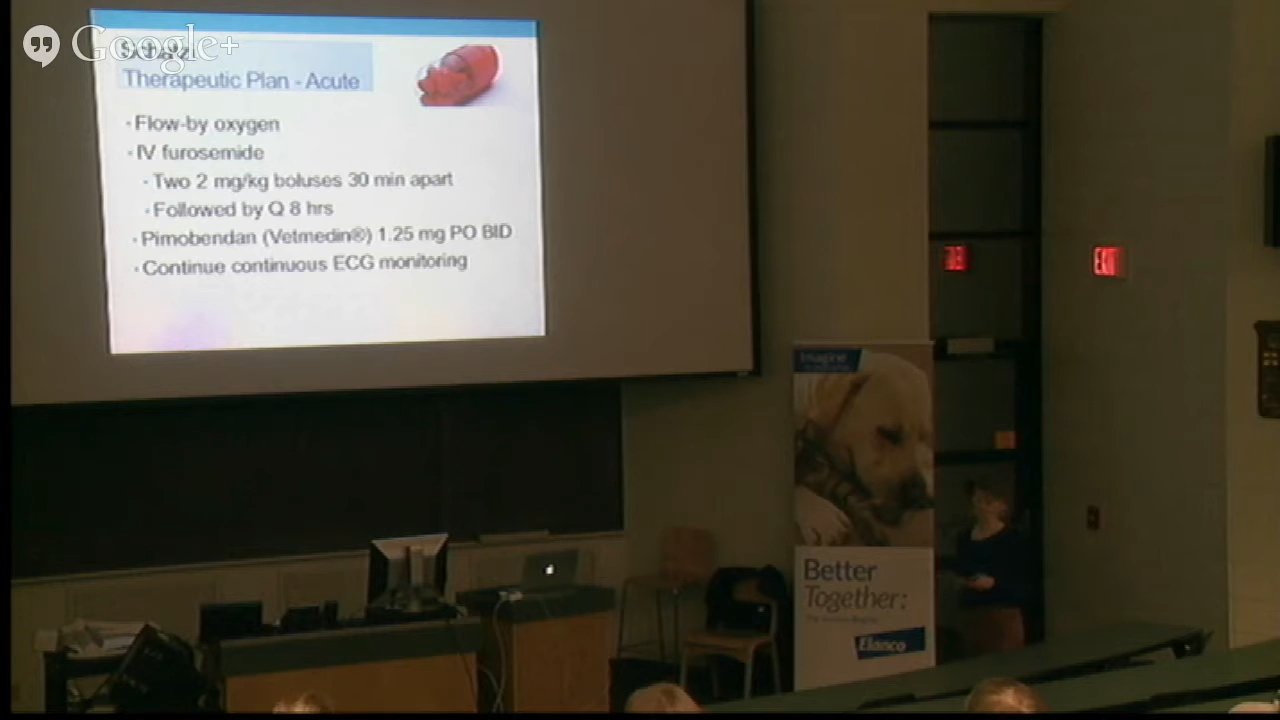 Google+
Therapeutic Plan - Acute
• Flow-by oxygen
• IV furosemide
• Two 2 mg/kg boluses 30 min apart
• Followed by Q 8 hrs
• Pimobendan (Vetmedin®) 1.25 mg PO BID
• Continue continuous ECG monitoring
EXIT
Imagine
Better
Together:
Elanco